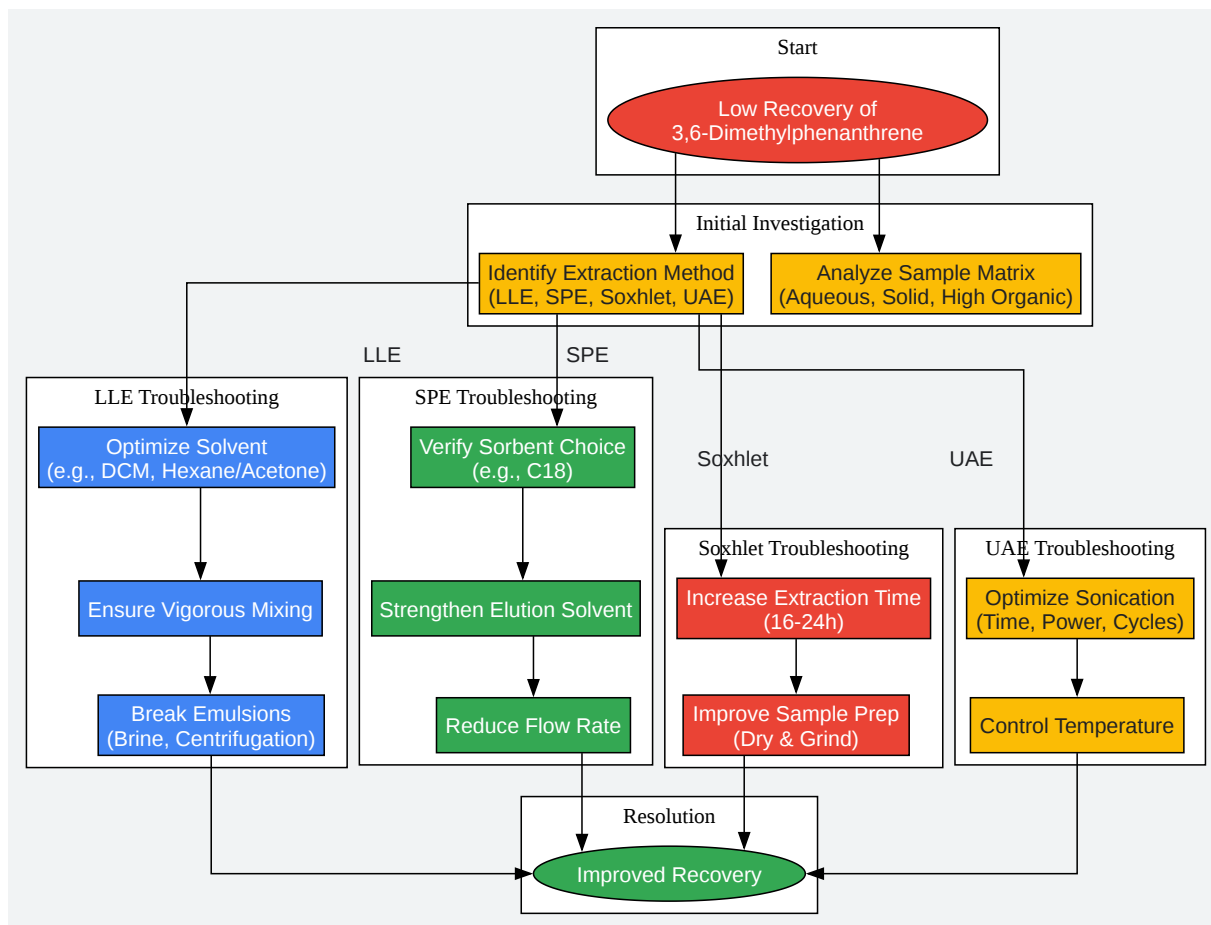 Start
Low Recovery of
3,6-Dimethylphenanthrene
Initial Investigation
Identify Extraction Method
(LLE, SPE, Soxhlet, UAE)
Analyze Sample Matrix
(Aqueous, Solid, High Organic)
LLE
SPE
Soxhlet
UAE
LLE Troubleshooting
Optimize Solvent
(e.g., DCM, Hexane/Acetone)
Ensure Vigorous Mixing
Break Emulsions
(Brine, Centrifugation)
SPE Troubleshooting
Verify Sorbent Choice
(e.g., C18)
Strengthen Elution Solvent
Reduce Flow Rate
Soxhlet Troubleshooting
Increase Extraction Time
(16-24h)
Improve Sample Prep
(Dry & Grind)
UAE Troubleshooting
Optimize Sonication
(Time, Power, Cycles)
Control Temperature
Resolution
Improved Recovery